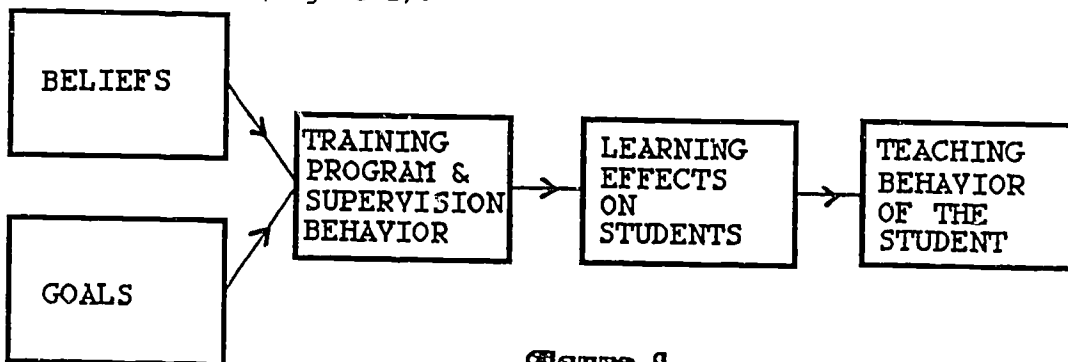 BELIEFS
GOALS
TRAINING
PROGRAM &
SUPERVISION
BEHAVIOR
LEARNING
EFFECTS
ON
STUDENTS
TEACHING
BEHAVIOR
OF THE
STUDENT